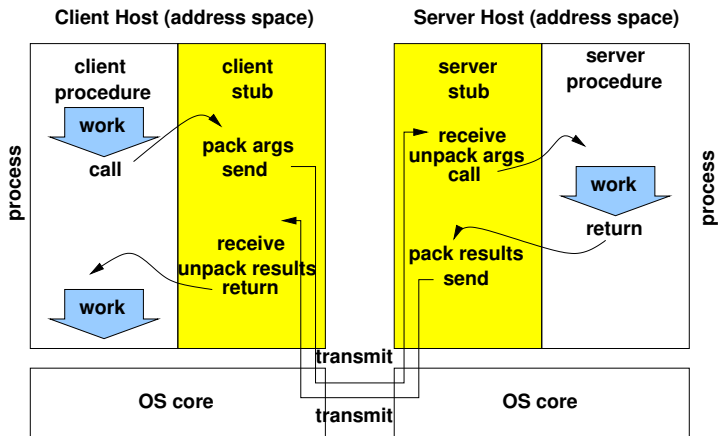 Client Host (address space)
Server Host (address space)
process
client
procedure
work
call
work
client
stub
pack args
send
receive
unpack results
return
server
stub
receive
unpack args
call
pack results
send
server
procedure
work
return
process
transmit
transmit
OS core
OS core